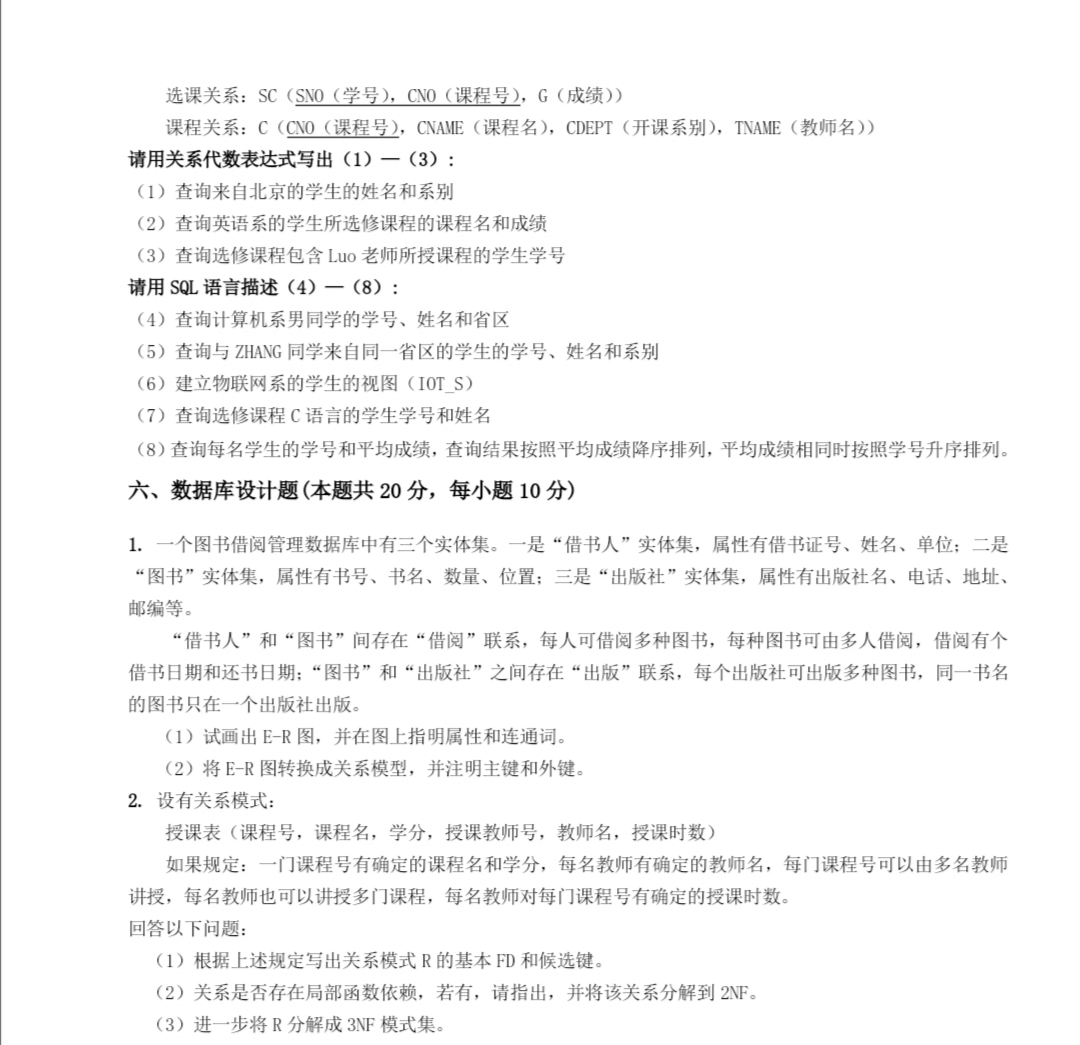 选课关系：SC（SNO（学号），CNO（课程号），G（成绩））
课程关系：C（CNO（课程号），CNAME（课程名），CDEPT（开课系别），TNAME（教师名））
请用关系代数表达式写出（1）—（3）：
（1）查询来自北京的学生的姓名和系别
（2）查询英语系的学生所选修课程的课程名和成绩
（3）查询选修课程包含 Luo 老师所授课程的学生学号
请用 SQL 语言描述（4）—（8）：
（4）查询计算机系男同学的学号、姓名和省区
（5）查询与 ZHANG 同学来自同一省区的学生的学号、姓名和系别
（6）建立物联网系的学生的视图（IOT_S）
（7）查询选修课程 C 语言的学生学号和姓名
（8）查询每名学生的学号和平均成绩，查询结果按照平均成绩降序排列，平均成绩相同时按照学号升序排列。
六、数据库设计题(本题共 20 分，每小题 10 分)
1. 一个图书借阅管理数据库中有三个实体集。一是“借书人”实体集，属性有借书证号、姓名、单位；二是
“图书”实体集，属性有书号、书名、数量、位置；三是“出版社”实体集，属性有出版社名、电话、地址、
邮编等。
“借书人”和“图书”间存在“借阅”联系，每人可借阅多种图书，每种图书可由多人借阅，借阅有个
借书日期和还书日期；“图书”和“出版社”之间存在“出版”联系，每个出版社可出版多种图书，同一书名
的图书只在一个出版社出版。
（1）试画出 E-R 图，并在图上指明属性和连通词。
（2）将 E-R 图转换成关系模型，并注明主键和外键。
2. 设有关系模式：
授课表（课程号，课程名，学分，授课教师号，教师名，授课时数）
如果规定：一门课程号有确定的课程名和学分，每名教师有确定的教师名，每门课程号可以由多名教师
讲授，每名教师也可以讲授多门课程，每名教师对每门课程号有确定的授课时数。
回答以下问题：
（1）根据上述规定写出关系模式 R 的基本 FD 和候选键。
（2）关系是否存在局部函数依赖，若有，请指出，并将该关系分解到 2NF。
（3）进一步将 R 分解成 3NF 模式集。